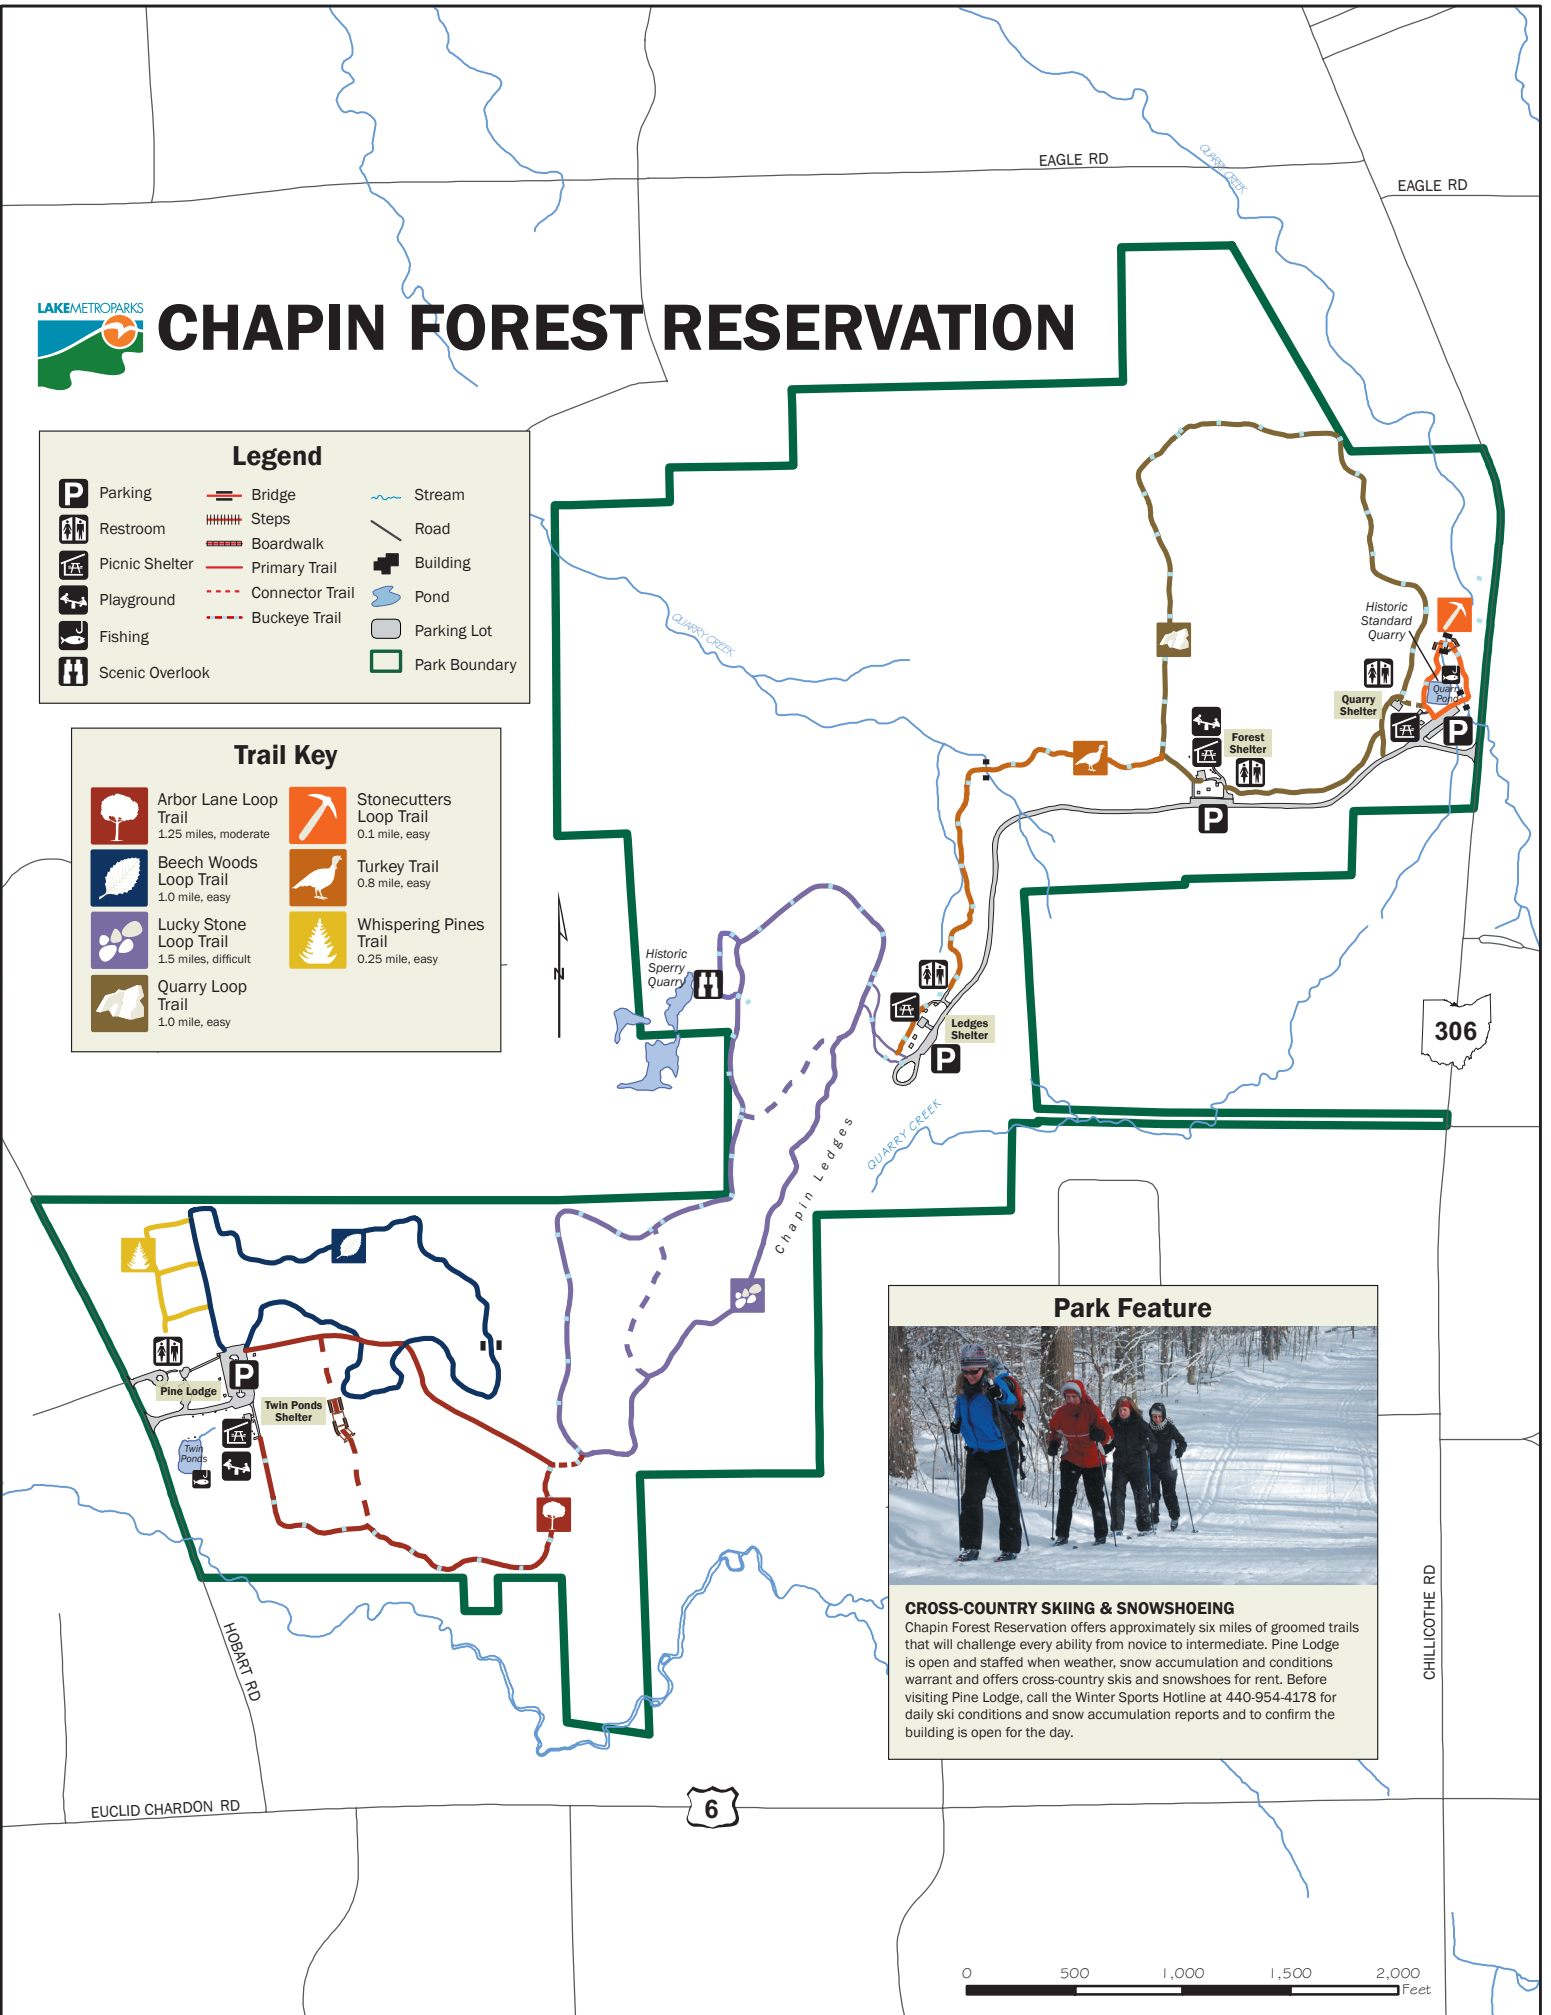 EAGLE RD
QUARRY CREEK
EAGLE RD
LAKEMETROPARKS
CHAPIN FOREST RESERVATION
Legend
Parking
Restroom
Picnic Shelter
Playground
Fishing
Scenic Overlook
Bridge
Steps
Boardwalk
Primary Trail
Connector Trail
Buckeye Trail
Stream
Road
Building
Pond
Parking Lot
Park Boundary
Trail Key
Arbor Lane Loop
Trail
1.25 miles, moderate
Beech Woods
Loop Trail
1.0 mile, easy
Lucky Stone
Loop Trail
1.5 miles, difficult
Quarry Loop
Trail
1.0 mile, easy
Stonecutters
Loop Trail
0.1 mile, easy
Turkey Trail
0.8 mile, easy
Whispering Pines
Trail
0.25 mile, easy
N
QUARRY CREEK
Historic
Standard
Quarry
Quarry
Pond
Quarry
Shelter
P
Forest
Shelter
P
Historic
Sperry
Quarry
Ledges
Shelter
P
306
QUARRY CREEK
Chapin Ledges
P
Pine Lodge
Twin Ponds
Shelter
Twin
Ponds
HOBART RD
EUCLID CHARDON RD
6
CHILLICOTHE RD
Park Feature
CROSS-COUNTRY SKIING & SNOWSHOEING
Chapin Forest Reservation offers approximately six miles of groomed trails
that will challenge every ability from novice to intermediate. Pine Lodge
is open and staffed when weather, snow accumulation and conditions
warrant and offers cross-country skis and snowshoes for rent. Before
visiting Pine Lodge, call the Winter Sports Hotline at 440-954-4178 for
daily ski conditions and snow accumulation reports and to confirm the
building is open for the day.
0 500 1,000 1,500 2,000
Feet